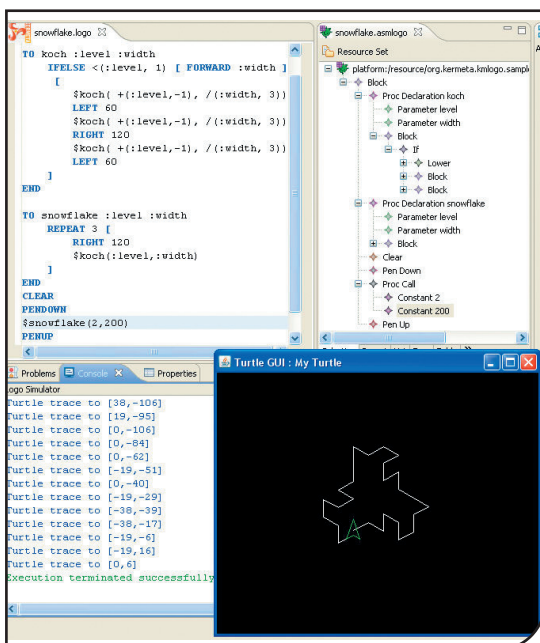 snowflake.logo
TO koch :level :width
IFELSE <(:level, 1) [ FORWARD :width ]
[
$koch( +(:level,-1), /(:width, 3))
LEFT 60
$koch( +(:level,-1), /(:width, 3))
RIGHT 120
$koch( +(:level,-1), /(:width, 3))
LEFT 60
$koch( +(:level,-1), /(:width, 3))
]
END
TO snowflake :level :width
REPEAT 3 [
RIGHT 120
$koch(:level,:width)
]
END
CLEAR
PENDOWN
$snowflake(2,200)
PENUP
snowflake.asmlogo
Resource Set
platform:/resource/org.kermeta.kmlogo.sampl
Block
Proc Declaration koch
Parameter level
Parameter width
Block
If
Lower
Block
Block
Proc Declaration snowflake
Parameter level
Parameter width
Block
Clear
Pen Down
Proc Call
Constant 2
Constant 200
Pen Up
Problems Console Properties
Logo Simulator
Turtle trace to [38,-106]
Turtle trace to [19,-95]
Turtle trace to [0,-106]
Turtle trace to [0,-84]
Turtle trace to [0,-62]
Turtle trace to [-19,-51]
Turtle trace to [0,-40]
Turtle trace to [-19,-29]
Turtle trace to [-38,-39]
Turtle trace to [-38,-17]
Turtle trace to [-19,-6]
Turtle trace to [-19,16]
Turtle trace to [0,6]
Execution terminated successfully
Turtle GUI : My Turtle